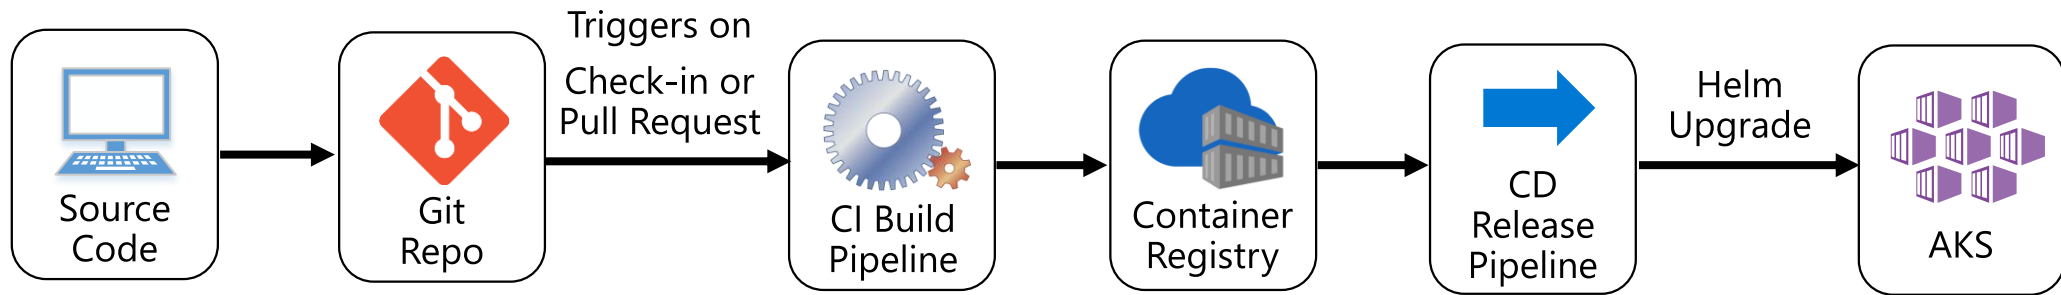 Source
Code
Git
Repo
Triggers on
Check-in or
Pull Request
CI Build
Pipeline
Container
Registry
CD
Release
Pipeline
Helm
Upgrade
AKS